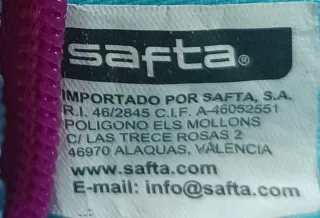 safta®
IMPORTADO POR SAFTA, S.A.
R.I. 46/2845 C.I.F. A-46052551
POLIGONO ELS MOLLONS
C/ LAS TRECE ROSAS 2
46970 ALAQUAS, VALENCIA
www.safta.com
E-mail: info@safta.com